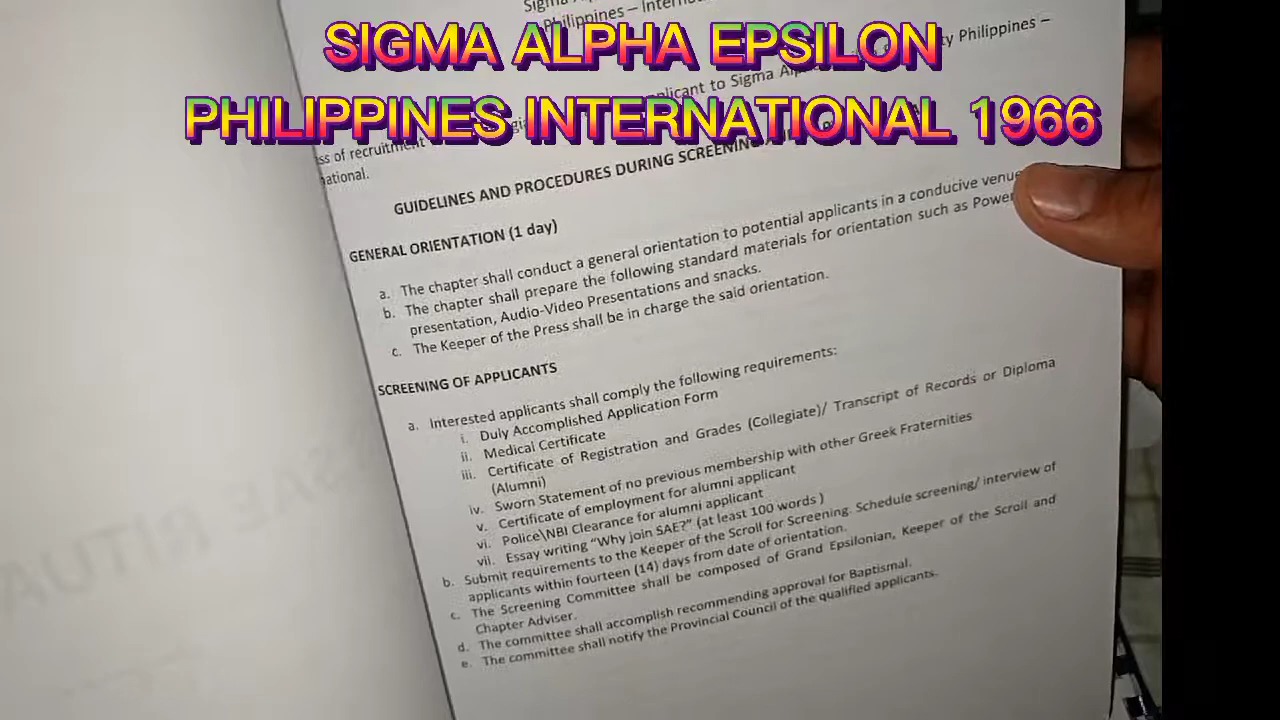 SIGMA ALPHA EPSILON
PHILIPPINES INTERNATIONAL 1966
Philippines –
ty Philippines –
applicant to Sigma
ss of recruitment
national.
GUIDELINES AND PROCEDURES DURING SCREENING
GENERAL ORIENTATION (1 day)
a. The chapter shall conduct a general orientation to potential applicants in a conducive venue
b. The chapter shall prepare the following standard materials for orientation such as Power
presentation, Audio-Video Presentations and snacks.
c. The Keeper of the Press shall be in charge the said orientation.
SCREENING OF APPLICANTS
a. Interested applicants shall comply the following requirements:
i. Duly Accomplished Application Form
ii. Medical Certificate
iii. Certificate of Registration and Grades (Collegiate)/ Transcript of Records or Diploma
(Alumni)
iv. Sworn Statement of no previous membership with other Greek Fraternities
v. Certificate of employment for alumni applicant
vi. Police\NBI Clearance for alumni applicant
vii. Essay writing "Why join SAE?" (at least 100 words )
b. Submit requirements to the Keeper of the Scroll for Screening. Schedule screening/ interview of
applicants within fourteen (14) days from date of orientation.
c. The Screening Committee shall be composed of Grand Epsilonian, Keeper of the Scroll and
Chapter Adviser.
d. The committee shall accomplish recommending approval for Baptismal.
e. The committee shall notify the Provincial Council of the qualified applicants.